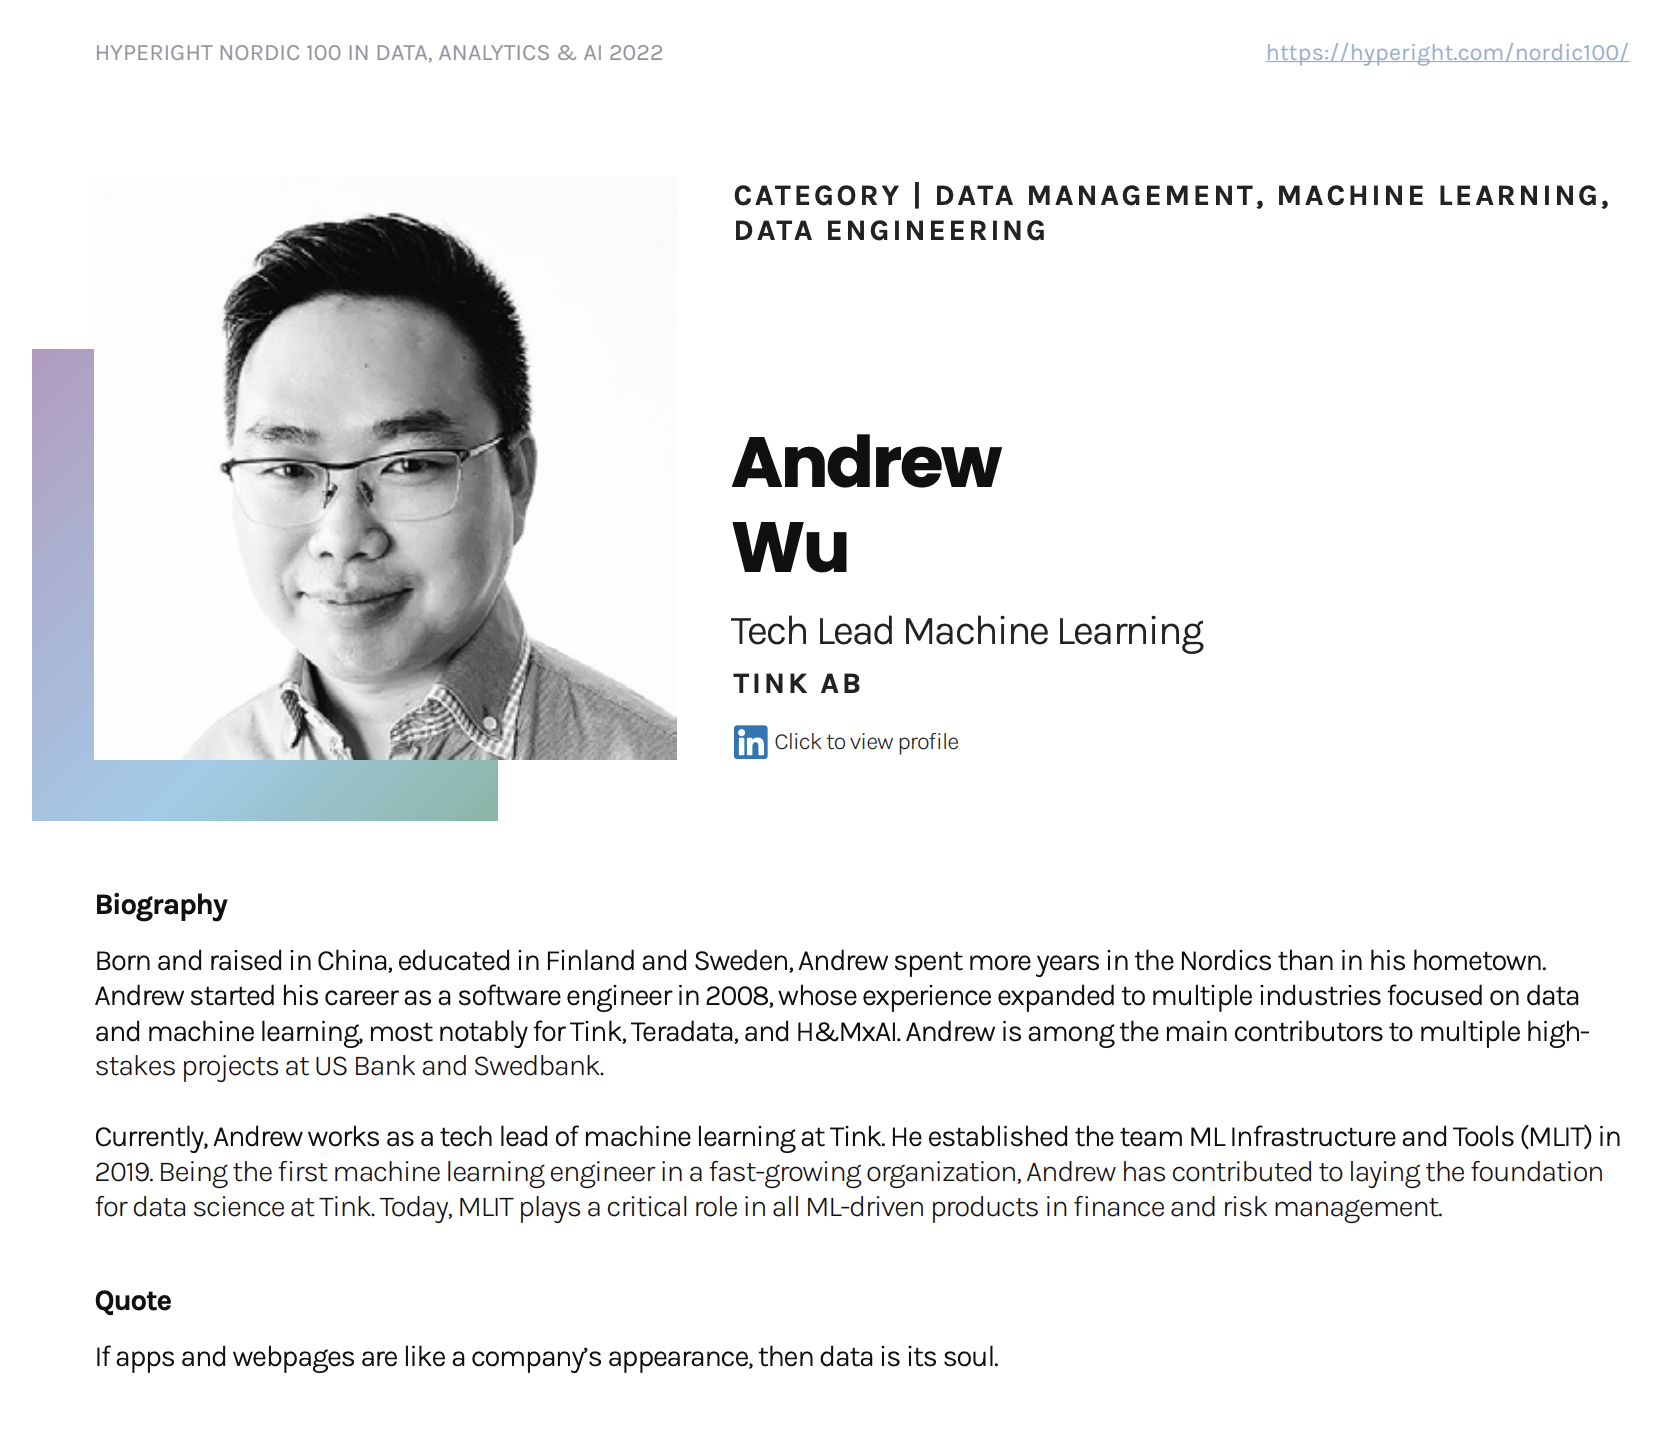 HYPERIGHT NORDIC 100 IN DATA, ANALYTICS & AI 2022
https://hyperight.com/nordic100/
CATEGORY | DATA MANAGEMENT, MACHINE LEARNING,
DATA ENGINEERING
Andrew
Wu
Tech Lead Machine Learning
TINK AB
in Click to view profile
Biography
Born and raised in China, educated in Finland and Sweden, Andrew spent more years in the Nordics than in his hometown.
Andrew started his career as a software engineer in 2008, whose experience expanded to multiple industries focused on data
and machine learning, most notably for Tink, Teradata, and H&MxAI. Andrew is among the main contributors to multiple high-
stakes projects at US Bank and Swedbank.
Currently, Andrew works as a tech lead of machine learning at Tink. He established the team ML Infrastructure and Tools (MLIT) in
2019. Being the first machine learning engineer in a fast-growing organization, Andrew has contributed to laying the foundation
for data science at Tink. Today, MLIT plays a critical role in all ML-driven products in finance and risk management.
Quote
If apps and webpages are like a company’s appearance, then data is its soul.